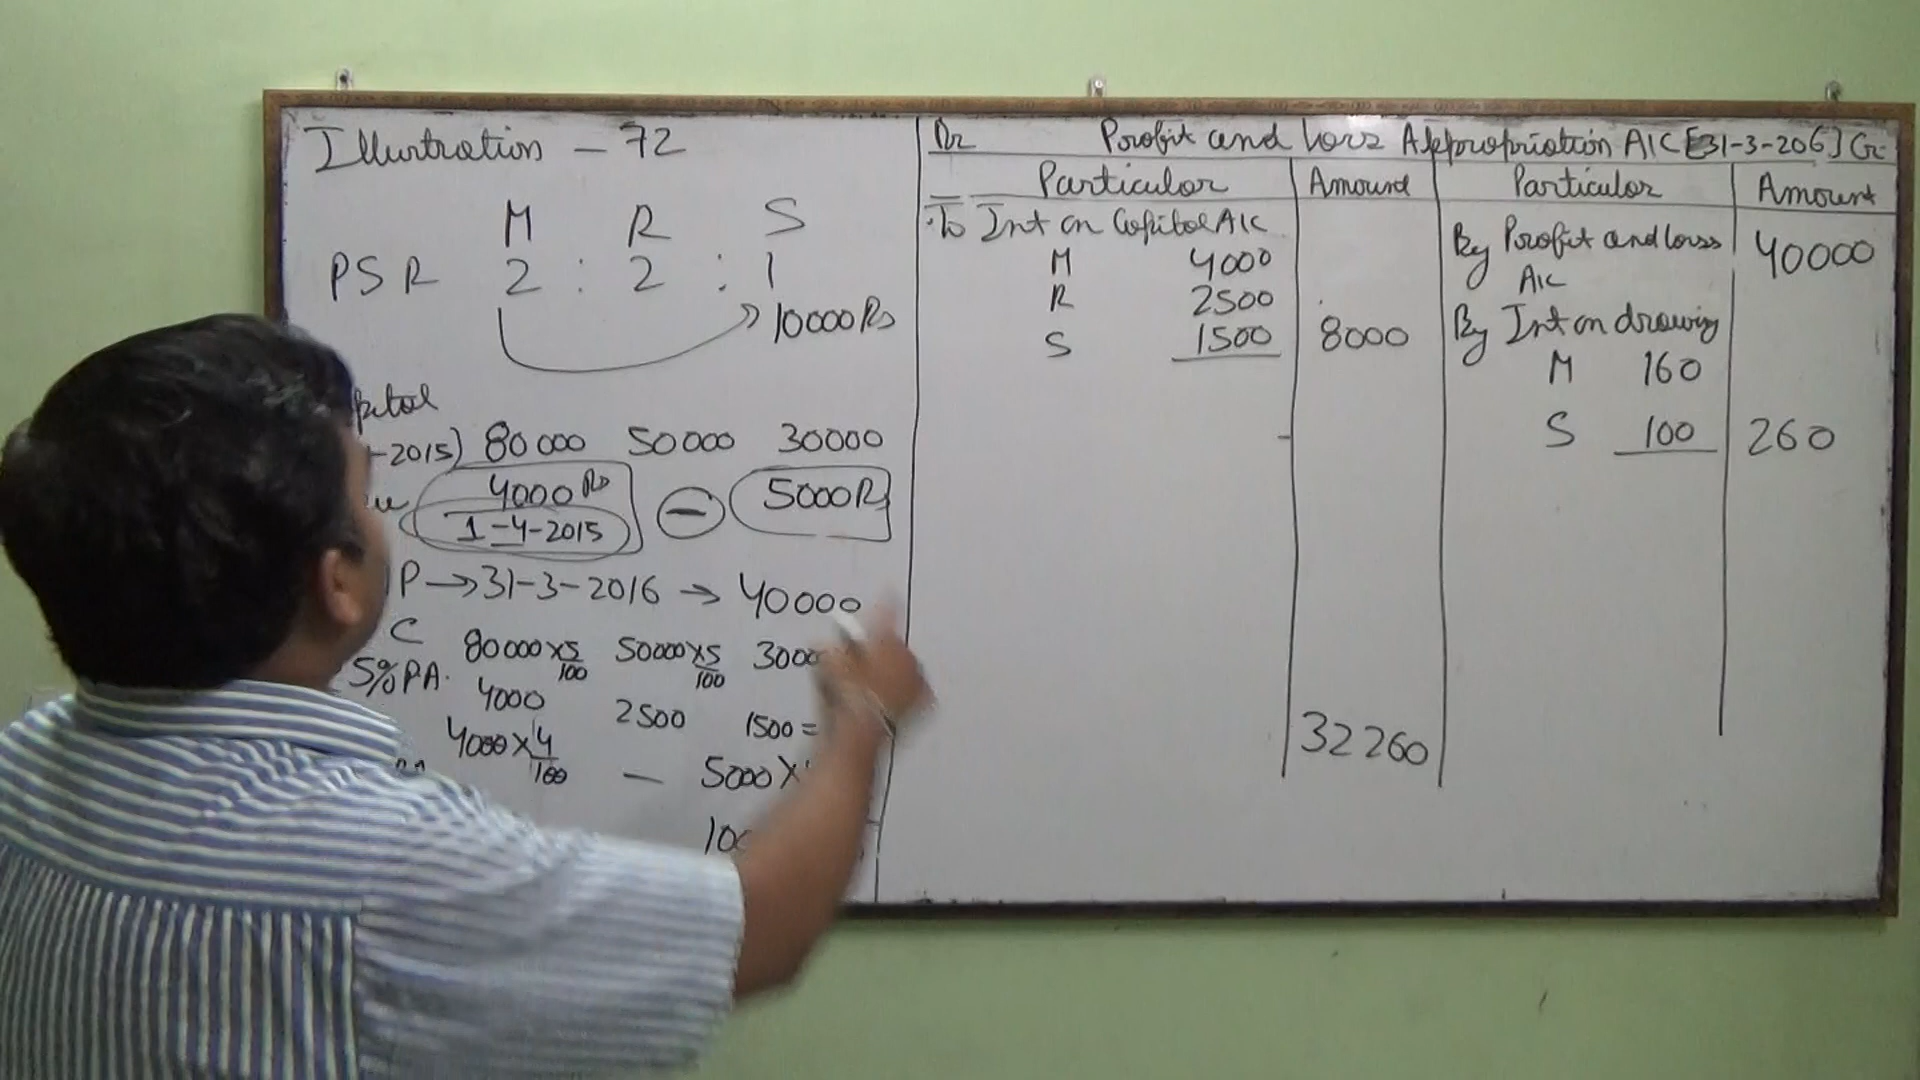 Illustration - 72
M R S
PSR 2 : 2 : 1
10000 Rs
pital
-2015) 80000 50000 30000
4000 Rs
1-4-2015
—
5000 R
P → 31-3-2016 → 40000
C 80000×5/100 50000×5/100 3000
5% P.A.
4000 2500 1500 =
4000×4/100 — 5000×
100
Dr Profit and Loss Appropriation A/C [31-3-206] Cr
Particular Amount Particular Amount
To Int on Capital A/C
M 4000
R 2500
S 1500 8000
By Profit and Loss A/C 40000
By Int on drawing
M 160
S 100 260
32260